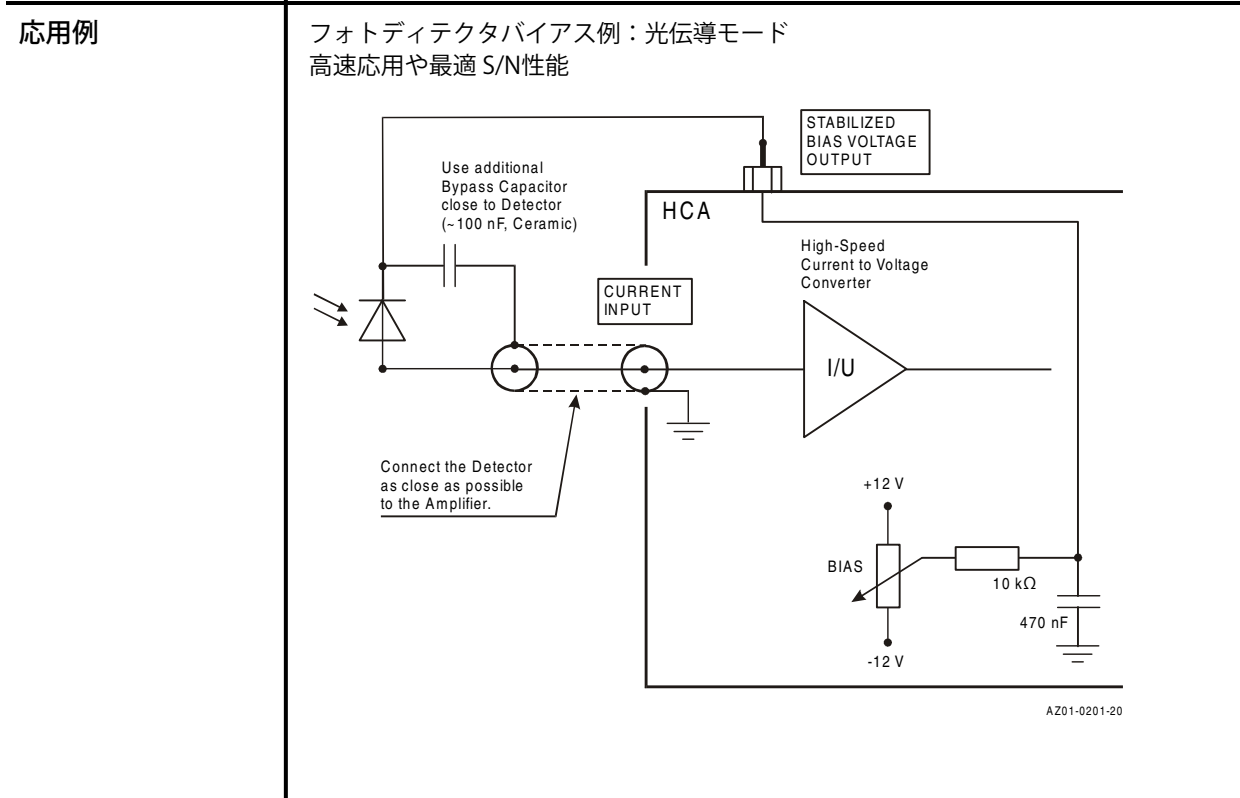 応用例
フォトディテクタバイアス例：光伝導モード
高速応用や最適 S/N性能
STABILIZED
BIAS VOLTAGE
OUTPUT
Use additional
Bypass Capacitor
close to Detector
(~100 nF, Ceramic)
HCA
High-Speed
Current to Voltage
Converter
CURRENT
INPUT
I/U
Connect the Detector
as close as possible
to the Amplifier.
+12 V
BIAS
10 kΩ
470 nF
-12 V
AZ01-0201-20